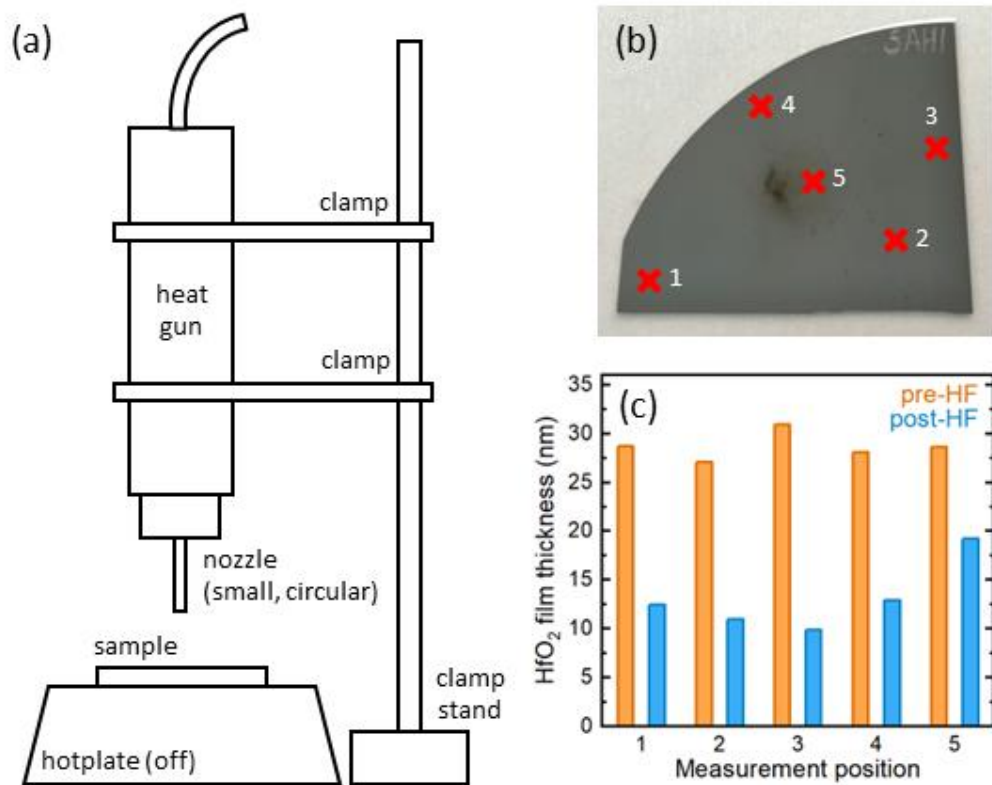 (a)
clamp
heat
gun
clamp
nozzle
(small, circular)
sample
clamp
stand
hotplate (off)
(b)
3AH1
4
3
5
2
1
(c)
pre-HF
post-HF
HfO₂ film thickness (nm)
35
30
25
20
15
10
5
0
1 2 3 4 5
Measurement position